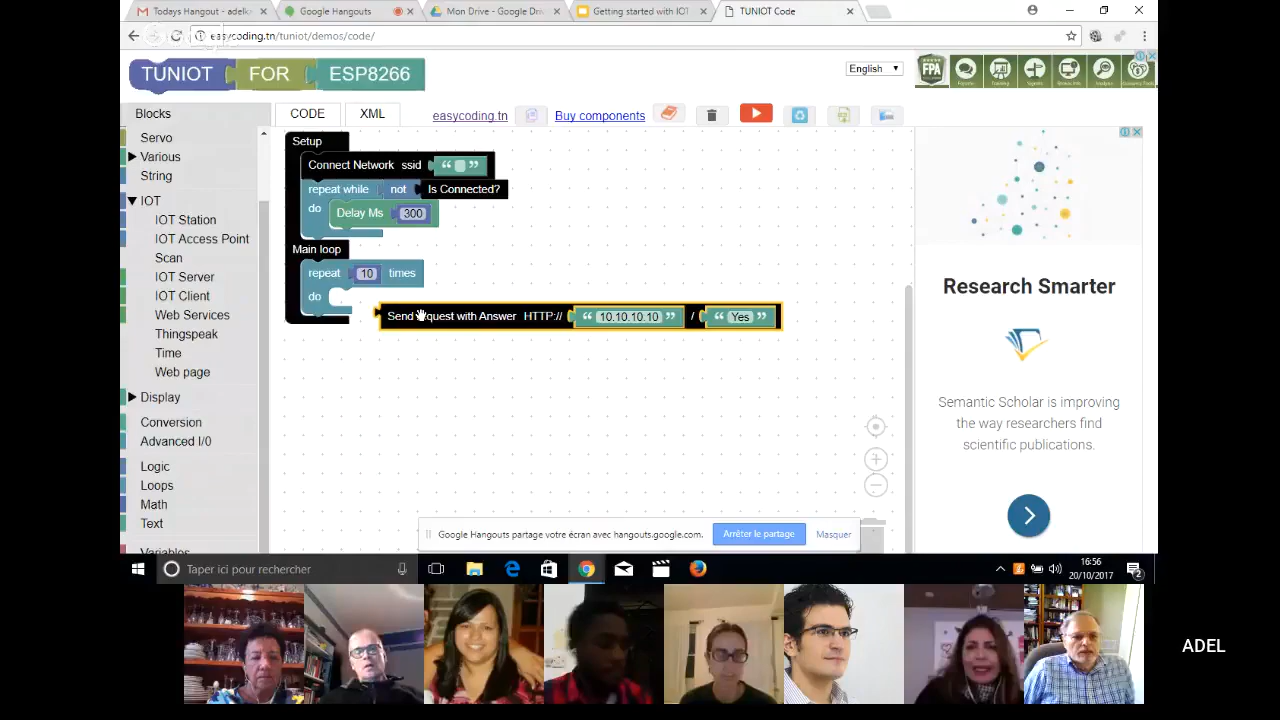 Todays Hangout - adelk
Google Hangouts
Mon Drive - Google Dri
Getting started with IOT
TUNIOT Code
easycoding.tn/tuniot/demos/code/
TUNIOT FOR ESP8266
English
FPA
Blocks
CODE
XML
easycoding.tn
Buy components
Servo
Various
String
IOT
IOT Station
IOT Access Point
Scan
IOT Server
IOT Client
Web Services
Thingspeak
Time
Web page
Display
Conversion
Advanced I/0
Logic
Loops
Math
Text
Variables
Setup
Connect Network ssid “ ”
repeat while not Is Connected?
do Delay Ms 300
Main loop
repeat 10 times
do
Send with Answer HTTP:// “ 10.10.10.10 ” / “ Yes ”
Research Smarter
Semantic Scholar is improving
the way researchers find
scientific publications.
Google Hangouts partage votre écran avec hangouts.google.com.
Arrêter le partage
Masquer
Taper ici pour rechercher
16:56
20/10/2017
2
ADEL